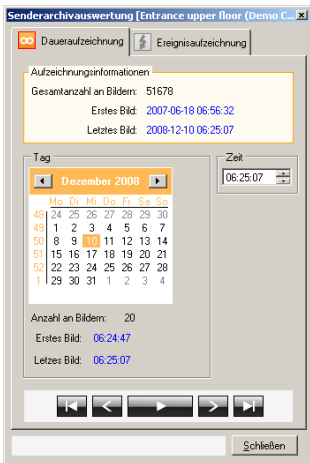 Senderarchivauswertung [Entrance upper floor (Demo C...
Daueraufzeichnung
Ereignisaufzeichnung
Aufzeichnungsinformationen
Gesamtanzahl an Bildern: 51678
Erstes Bild: 2007-06-18 06:56:32
Letztes Bild: 2008-12-10 06:25:07
Tag
Zeit
Dezember 2008
06:25:07
Mo Di Mi Do Fr Sa So
48 24 25 26 27 28 29 30
49 1 2 3 4 5 6 7
50 8 9 10 11 12 13 14
51 15 16 17 18 19 20 21
52 22 23 24 25 26 27 28
1 29 30 31 1 2 3 4
Anzahl an Bildern: 20
Erstes Bild: 06:24:47
Letzes Bild: 06:25:07
Schließen